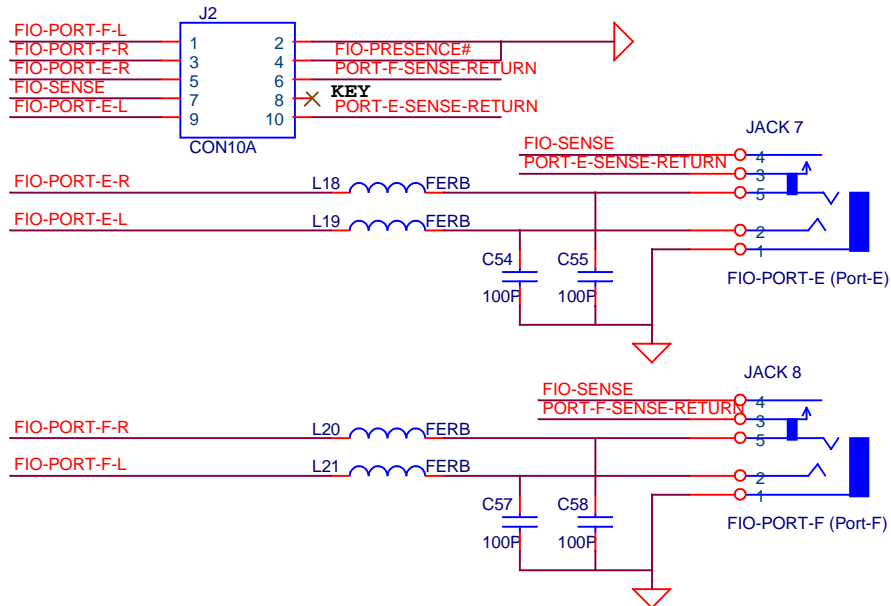 J2
FIO-PORT-F-L
1
2
FIO-PORT-F-R
3
4
FIO-PRESENCE#
FIO-PORT-E-R
5
6
PORT-F-SENSE-RETURN
FIO-SENSE
7
8
KEY
FIO-PORT-E-L
9
10
PORT-E-SENSE-RETURN
CON10A
JACK 7
FIO-SENSE
4
PORT-E-SENSE-RETURN
3
FIO-PORT-E-R
L18
FERB
5
FIO-PORT-E-L
L19
FERB
2
1
C54
C55
100P
100P
FIO-PORT-E (Port-E)
JACK 8
FIO-SENSE
4
PORT-F-SENSE-RETURN
3
FIO-PORT-F-R
L20
FERB
5
FIO-PORT-F-L
L21
FERB
2
1
C57
C58
100P
100P
FIO-PORT-F (Port-F)